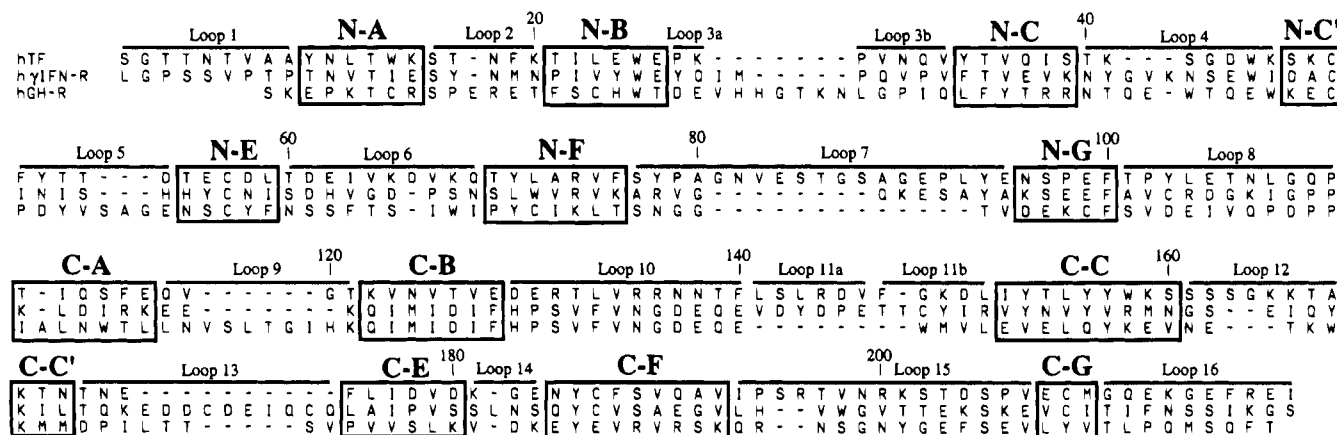 Loop 1 N-A Loop 2 20 N-B Loop 3a Loop 3b N-C 40 Loop 4 N-C'
hTF S G T T N T V A A Y N L T W K S T - N F K T I L E W E P K - - - - - - - P V N Q V Y T V Q I S T K - - S G D W K S K C
hγIFN-R L G P S S V P T P T N V T I E S Y - N M N P I V Y W E Y Q I M - - - - - P Q V P V F T V E V K N Y G V K N S E W I D A C
hGH-R S K E P K T C R S P E R E T F S C H W T D E V H H G T K N L G P I Q L F Y T R R N T Q E - W T Q E W K E C
Loop 5 N-E 60 Loop 6 N-F 80 Loop 7 N-G 100 Loop 8
F Y T T - - - D T E C D L T D E I V K D V K Q T Y L A R V F S Y P A G N V E S T G S A G E P L Y E N S P E F T P Y L E T N L G Q P
I N I S - - H H Y C N I S D H V G D - P S N S L W V R V K A R V G - - - - - - - - Q K E S A Y A K S E E F A V C R D G K I G P P
P D Y V S A G E N S C Y F N S S F T S - I W I P Y C I K L T S N G G - - - - - - - - - - - - - T V D E K C F S V D E I V Q P D P P
C-A Loop 9 120 C-B Loop 10 140 Loop 11a Loop 11b C-C 160 Loop 12
T - I Q S F E Q V - - - - - - G T K V N V T V E D E R T L V R R N N T F L S L R D V F - G K D L I Y T L Y Y W K S S S S G K K T A
K - L D I R K E E - - - - - - - K Q I M I D I F H P S V F V N G D E Q E V D Y D P E T T C Y I R V Y N V Y V R M N G S - - E I Q Y
I A L N W T L L N V S L T G I H K Q I M I D I F H P S V F V N G D E Q E - - - - - - - W M V L E V E L Q Y K E V N E - - - T K W
C-C' Loop 13 C-E 180 Loop 14 C-F 200 Loop 15 C-G Loop 16
K T N T N E - - - - - - - - F L I D V D K - G E N Y C F S V Q A V I P S R T V N R K S T D S P V E C M G Q E K G E F R E I
K I L T Q K E D D C D E I Q C Q L A I P V S S L N S Q Y C V S A E G V L H - - V W G V T T E K S K E V C I T I F N S S I K G S
K M M D P I L T T - - - - - S V P V V S L K V - D K E Y E V R V R S K Q R - - N S G N Y G E F S E V L Y V T L P Q M S Q F T